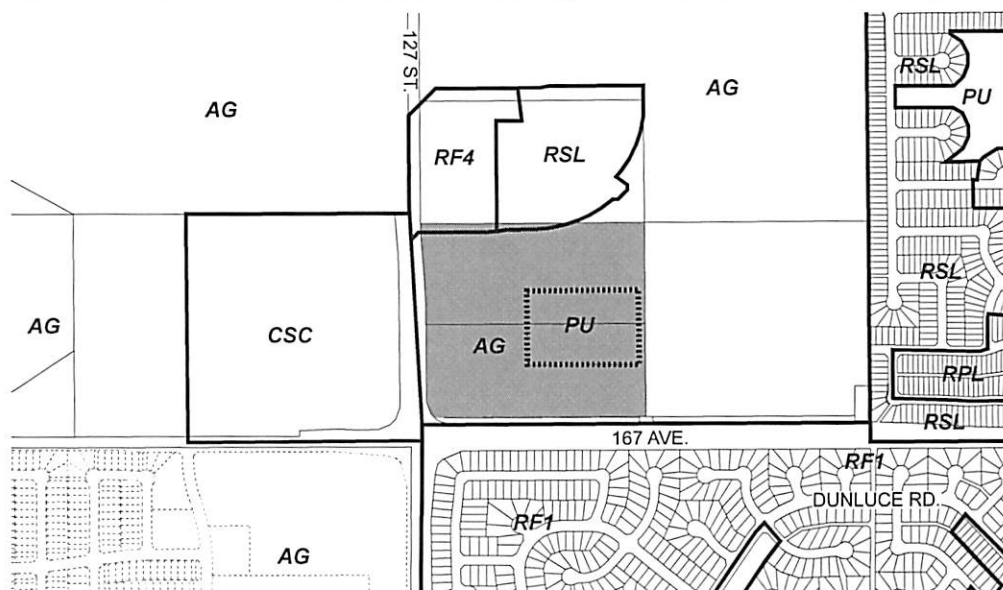 127 ST.
AG
AG
RSL
PU
RF4
RSL
RSL
AG
CSC
AG
PU
RPL
RSL
167 AVE.
RF1
DUNLUCE RD.
RF1
AG